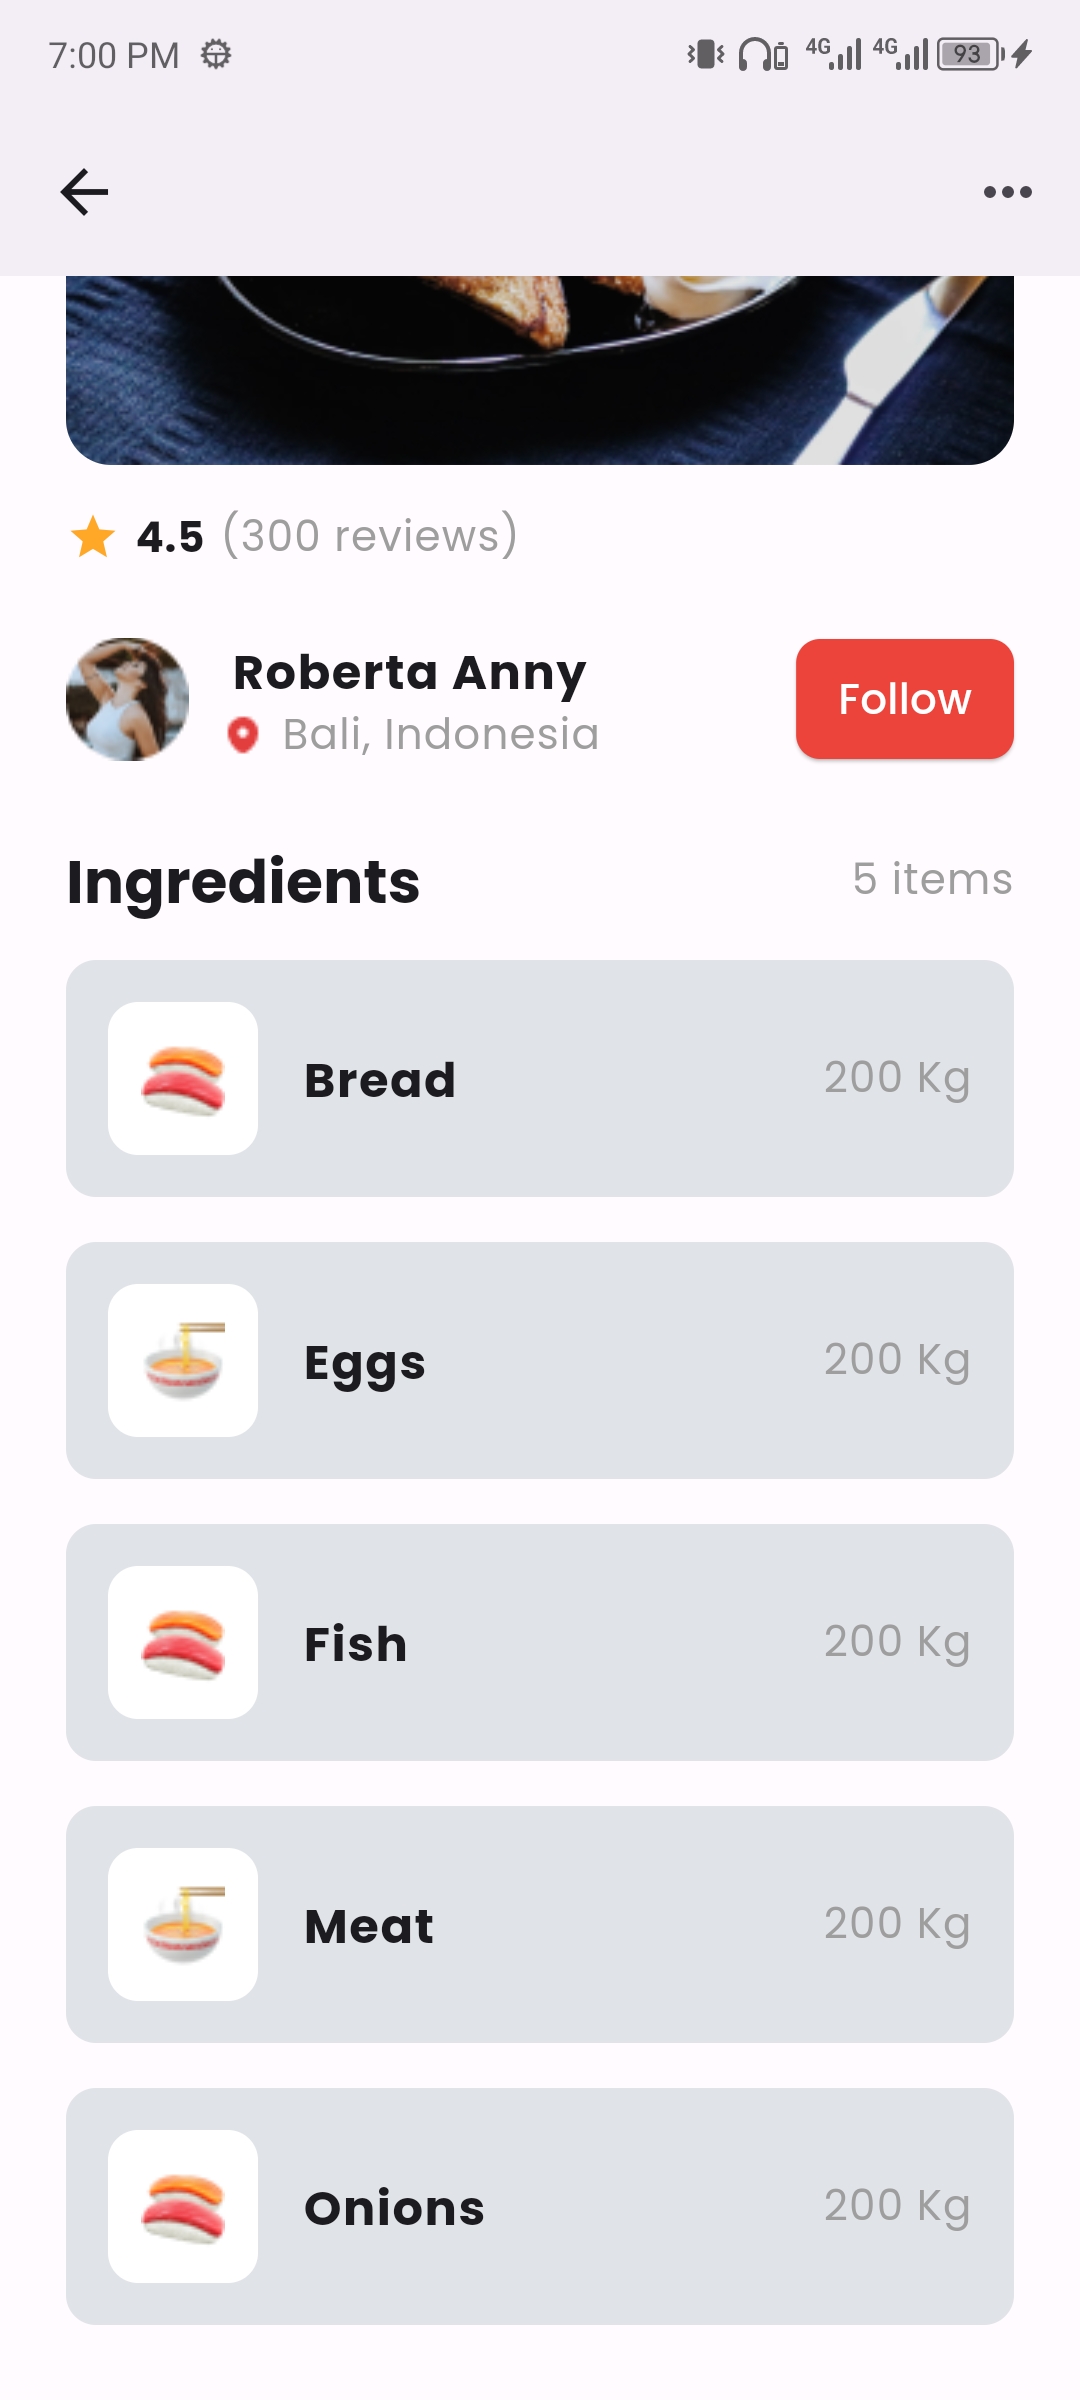 7:00 PM
4G 4G 93
4.5 (300 reviews)
Roberta Anny
Bali, Indonesia
Follow
Ingredients
5 items
Bread
200 Kg
Eggs
200 Kg
Fish
200 Kg
Meat
200 Kg
Onions
200 Kg